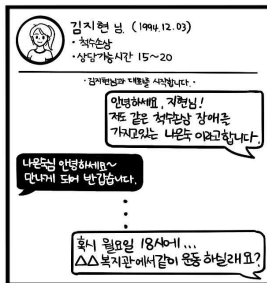 김지현 님 (1994.12.03)
· 척수손상
· 상담가능시간 15~20
· 김지현님과 대화를 시작합니다. ·
안녕하세요, 지현님!
저도 같은 척수손상 장애를
가지고있는 나은숙 이라고합니다.
나은숙님 안녕하세요~
만나게 되어 반갑습니다.
혹시 월요일 18시에...
△△복지관에서같이 운동 하실래요?